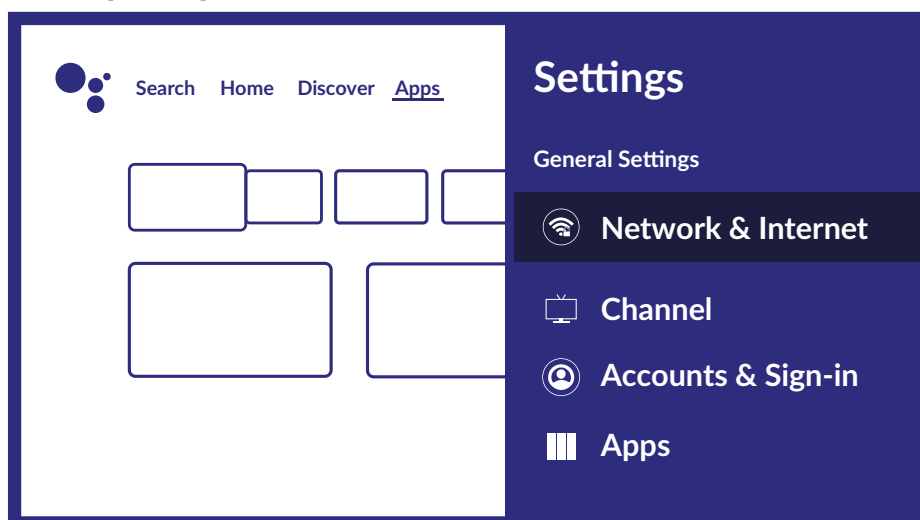 Search Home Discover Apps
Settings
General Settings
Network & Internet
Channel
Accounts & Sign-in
Apps